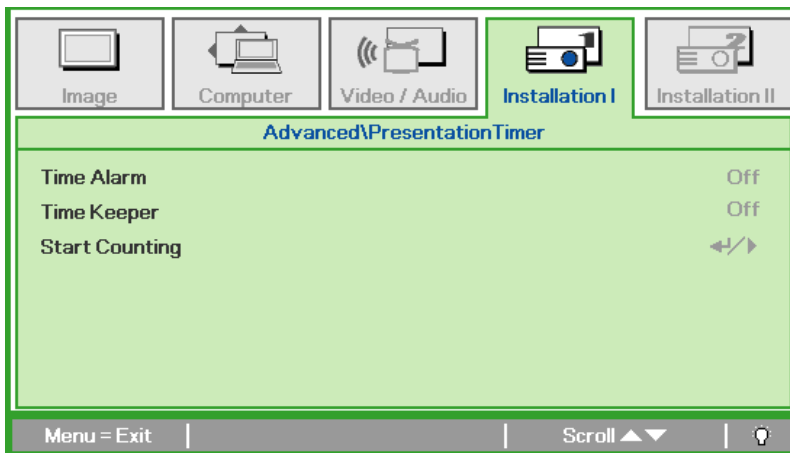 Image
Computer
Video / Audio
Installation I
Installation II
Advanced\PresentationTimer
Time Alarm Off
Time Keeper Off
Start Counting
Menu = Exit Scroll